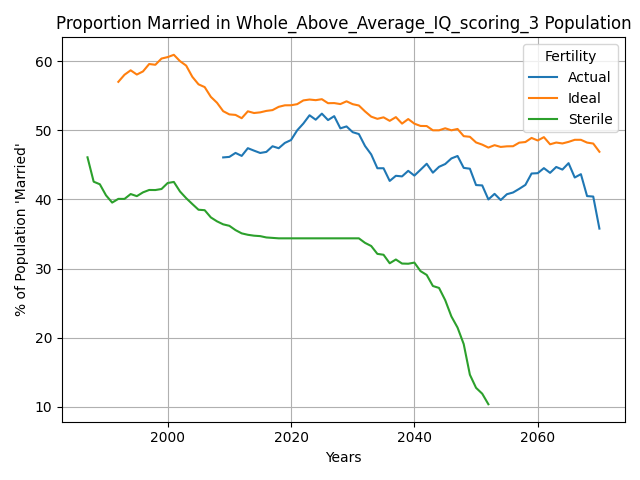 Proportion Married in Whole_Above_Average_IQ_scoring_3 Population
% of Population 'Married'
60
50
40
30
20
10
Fertility
Actual
Ideal
Sterile
2000
2020
2040
2060
Years